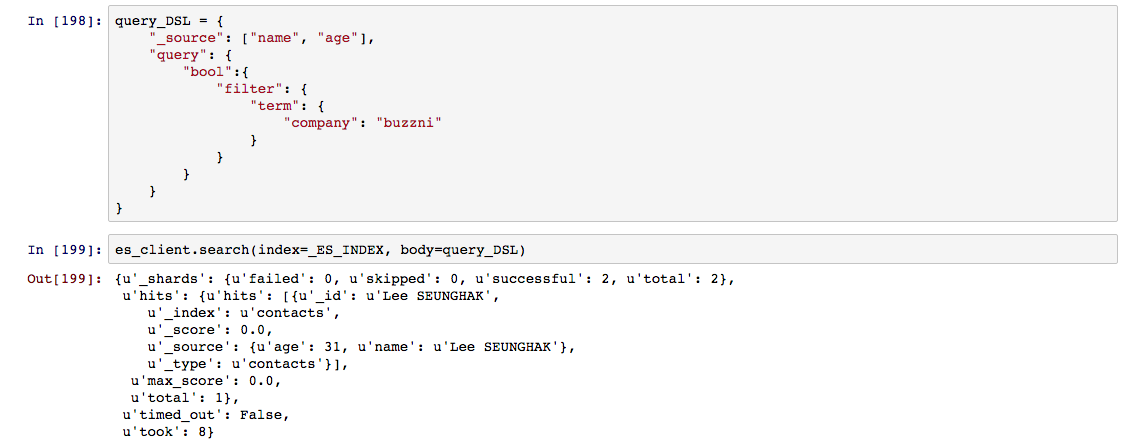 In [198]: query_DSL = {
    "_source": ["name", "age"],
    "query": {
        "bool":{
            "filter": {
                "term": {
                    "company": "buzzni"
                }
            }
        }
    }
}
In [199]: es_client.search(index=_ES_INDEX, body=query_DSL)
Out[199]: {u'_shards': {u'failed': 0, u'skipped': 0, u'successful': 2, u'total': 2},
 u'hits': {u'hits': [{u'_id': u'Lee SEUNGHAK',
    u'_index': u'contacts',
    u'_score': 0.0,
    u'_source': {u'age': 31, u'name': u'Lee SEUNGHAK'},
    u'_type': u'contacts'}],
  u'max_score': 0.0,
  u'total': 1},
 u'timed_out': False,
 u'took': 8}